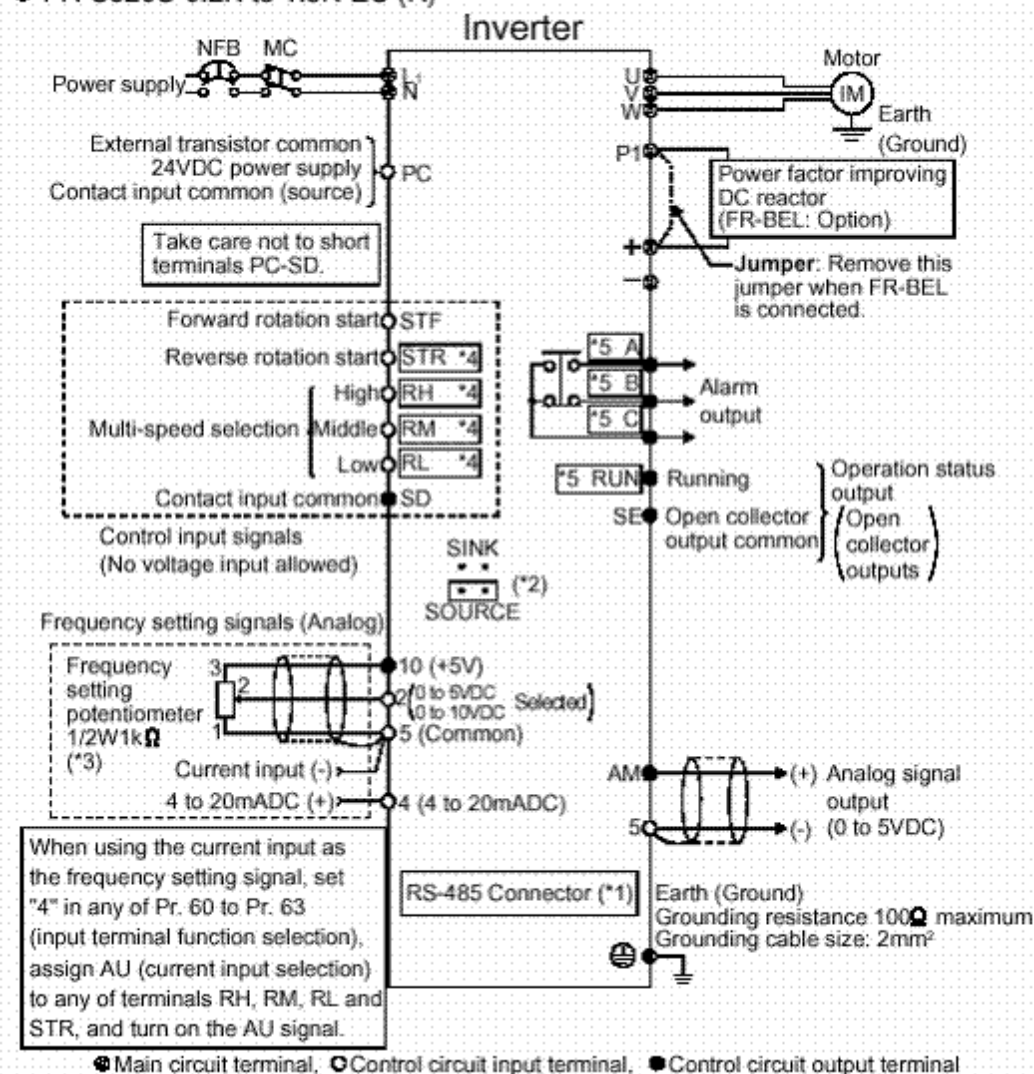 Inverter
NFB MC
Power supply
L1
N
U
V
W
Motor
IM
Earth
(Ground)
External transistor common
24VDC power supply
Contact input common (source)
PC
P1
Power factor improving
DC reactor
(FR-BEL: Option)
Take care not to short
terminals PC-SD.
+
−
Jumper: Remove this
jumper when FR-BEL
is connected.
Forward rotation start STF
Reverse rotation start STR *4
High RH *4
Multi-speed selection Middle RM *4
Low RL *4
Contact input common SD
Control input signals
(No voltage input allowed)
*5 A
*5 B
*5 C
Alarm
output
*5 RUN Running
SE Open collector
output common
Operation status
output
(Open
collector
outputs)
SINK
(*2)
SOURCE
Frequency setting signals (Analog)
Frequency
setting
potentiometer
1/2W1kΩ
(*3)
3
2
1
10 (+5V)
2 (0 to 5VDC
0 to 10VDC Selected)
5 (Common)
Current input (-)
4 to 20mADC (+) 4 (4 to 20mADC)
AM (+) Analog signal
output
5 (-) (0 to 5VDC)
When using the current input as
the frequency setting signal, set
"4" in any of Pr. 60 to Pr. 63
(input terminal function selection),
assign AU (current input selection)
to any of terminals RH, RM, RL and
STR, and turn on the AU signal.
RS-485 Connector (*1)
Earth (Ground)
Grounding resistance 100Ω maximum
Grounding cable size: 2mm²
Main circuit terminal, Control circuit input terminal, Control circuit output terminal